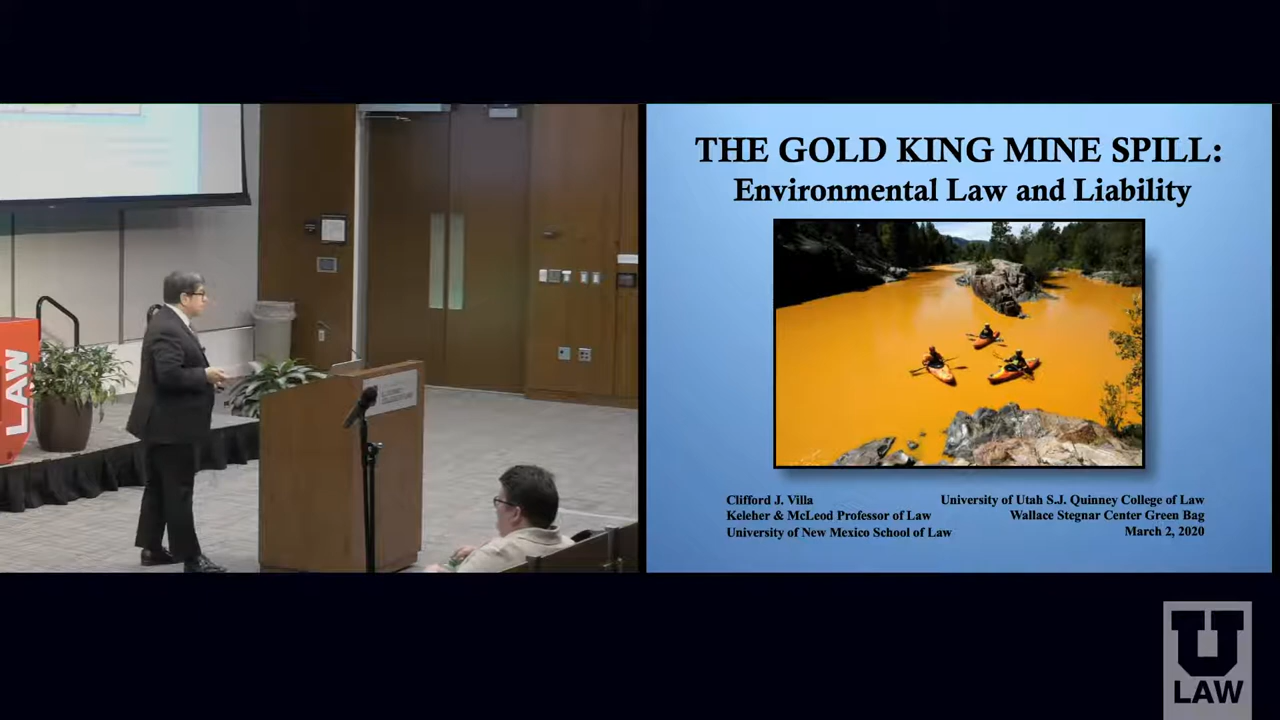 THE GOLD KING MINE SPILL:
Environmental Law and Liability
Clifford J. Villa
Keleher & McLeod Professor of Law
University of New Mexico School of Law
University of Utah S.J. Quinney College of Law
Wallace Stegnar Center Green Bag
March 2, 2020
LAW
U
LAW